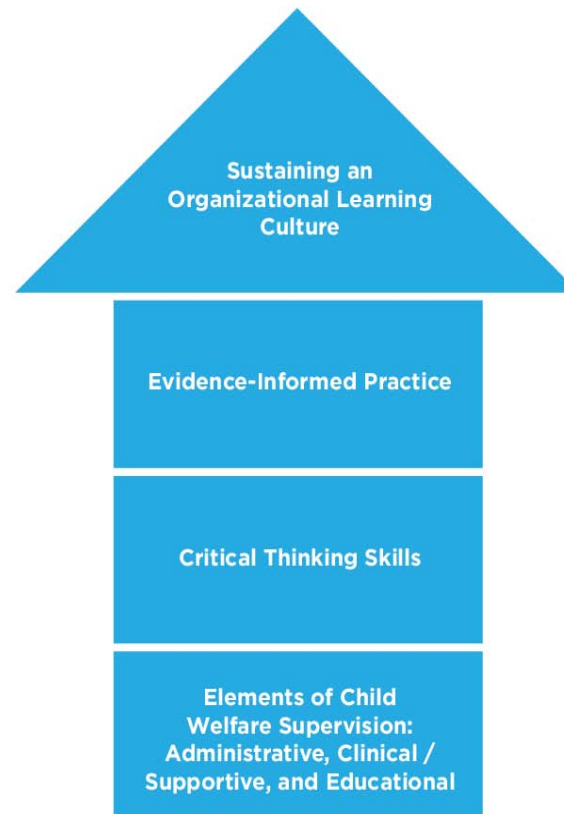 Sustaining an
Organizational Learning
Culture
Evidence-Informed Practice
Critical Thinking Skills
Elements of Child
Welfare Supervision:
Administrative, Clinical /
Supportive, and Educational